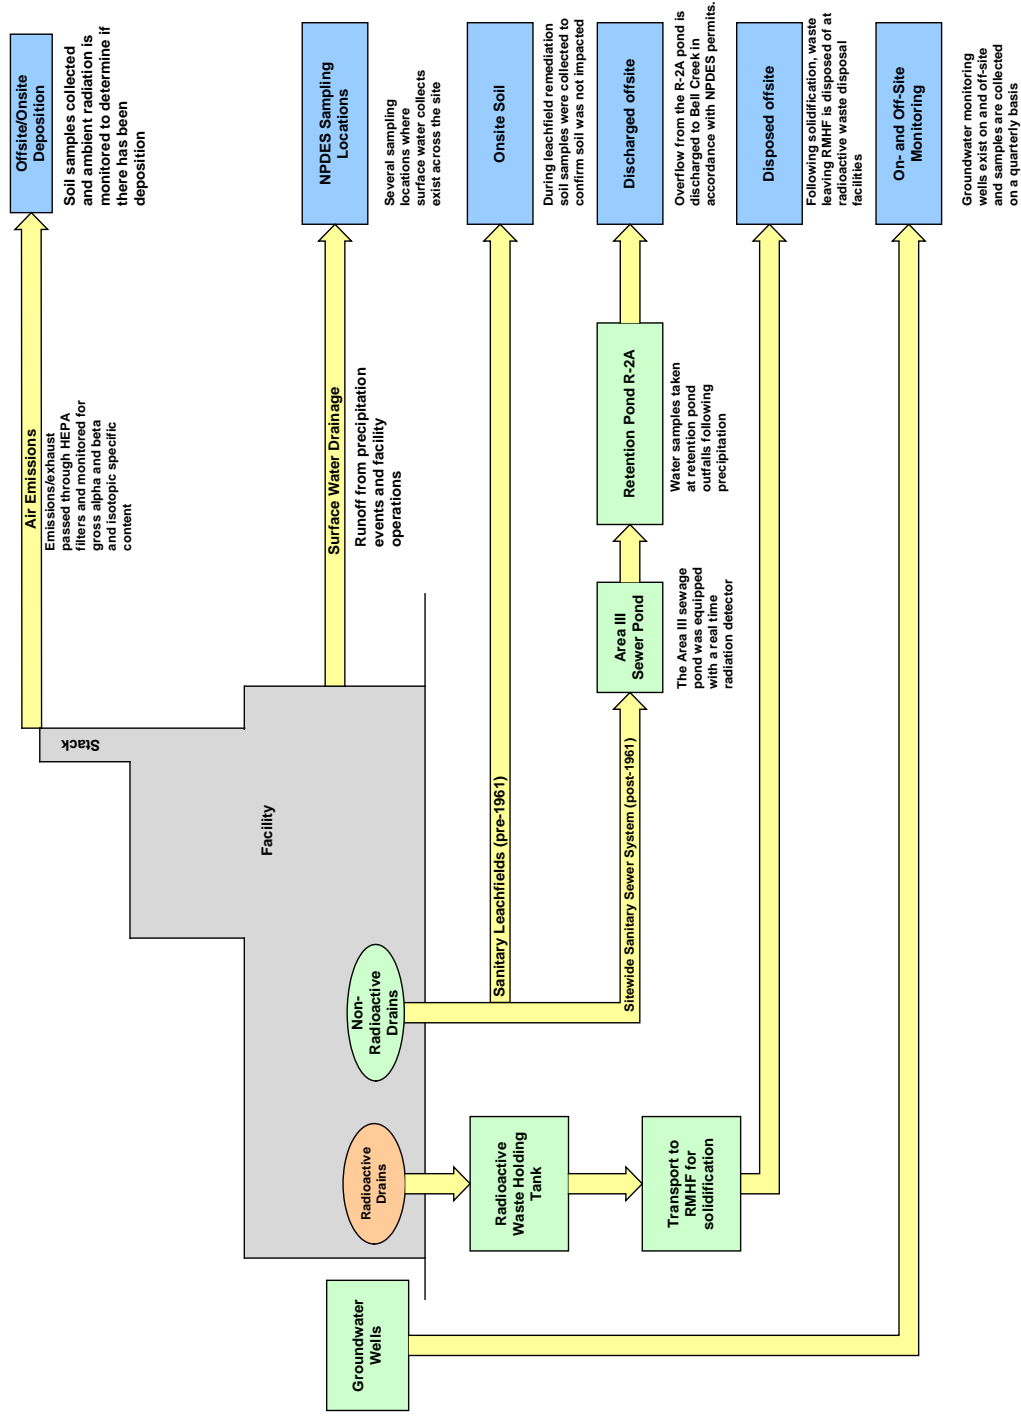 Air Emissions
Emissions/exhaust
passed through HEPA
filters and monitored for
gross alpha and beta
and isotopic specific
content
Offsite/Onsite
Deposition
Soil samples collected
and ambient radiation is
monitored to determine if
there has been
deposition
Stack
Facility
Surface Water Drainage
Runoff from precipitation
events and facility
operations
NPDES Sampling
Locations
Several sampling
locations where
surface water collects
exist across the site
Non-
Radioactive
Drains
Sanitary Leachfields (pre-1961)
Onsite Soil
During leachfield remediation
soil samples were collected to
confirm soil was not impacted
Sitewide Sanitary Sewer System (post-1961)
Area III
Sewer Pond
The Area III sewage
pond was equipped
with a real time
radiation detector
Retention Pond R-2A
Water samples taken
at retention pond
outfalls following
precipitation
Discharged offsite
Overflow from the R-2A pond is
discharged to Bell Creek in
accordance with NPDES permits.
Radioactive
Drains
Radioactive
Waste Holding
Tank
Transport to
RMHF for
solidification
Disposed offsite
Following solidification, waste
leaving RMHF is disposed of at
radioactive waste disposal
facilities
Groundwater
Wells
On- and Off-Site
Monitoring
Groundwater monitoring
wells exist on and off-site
and samples are collected
on a quarterly basis